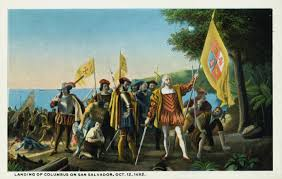 LANDING OF COLUMBUS ON SAN SALVADOR, OCT. 12, 1492.